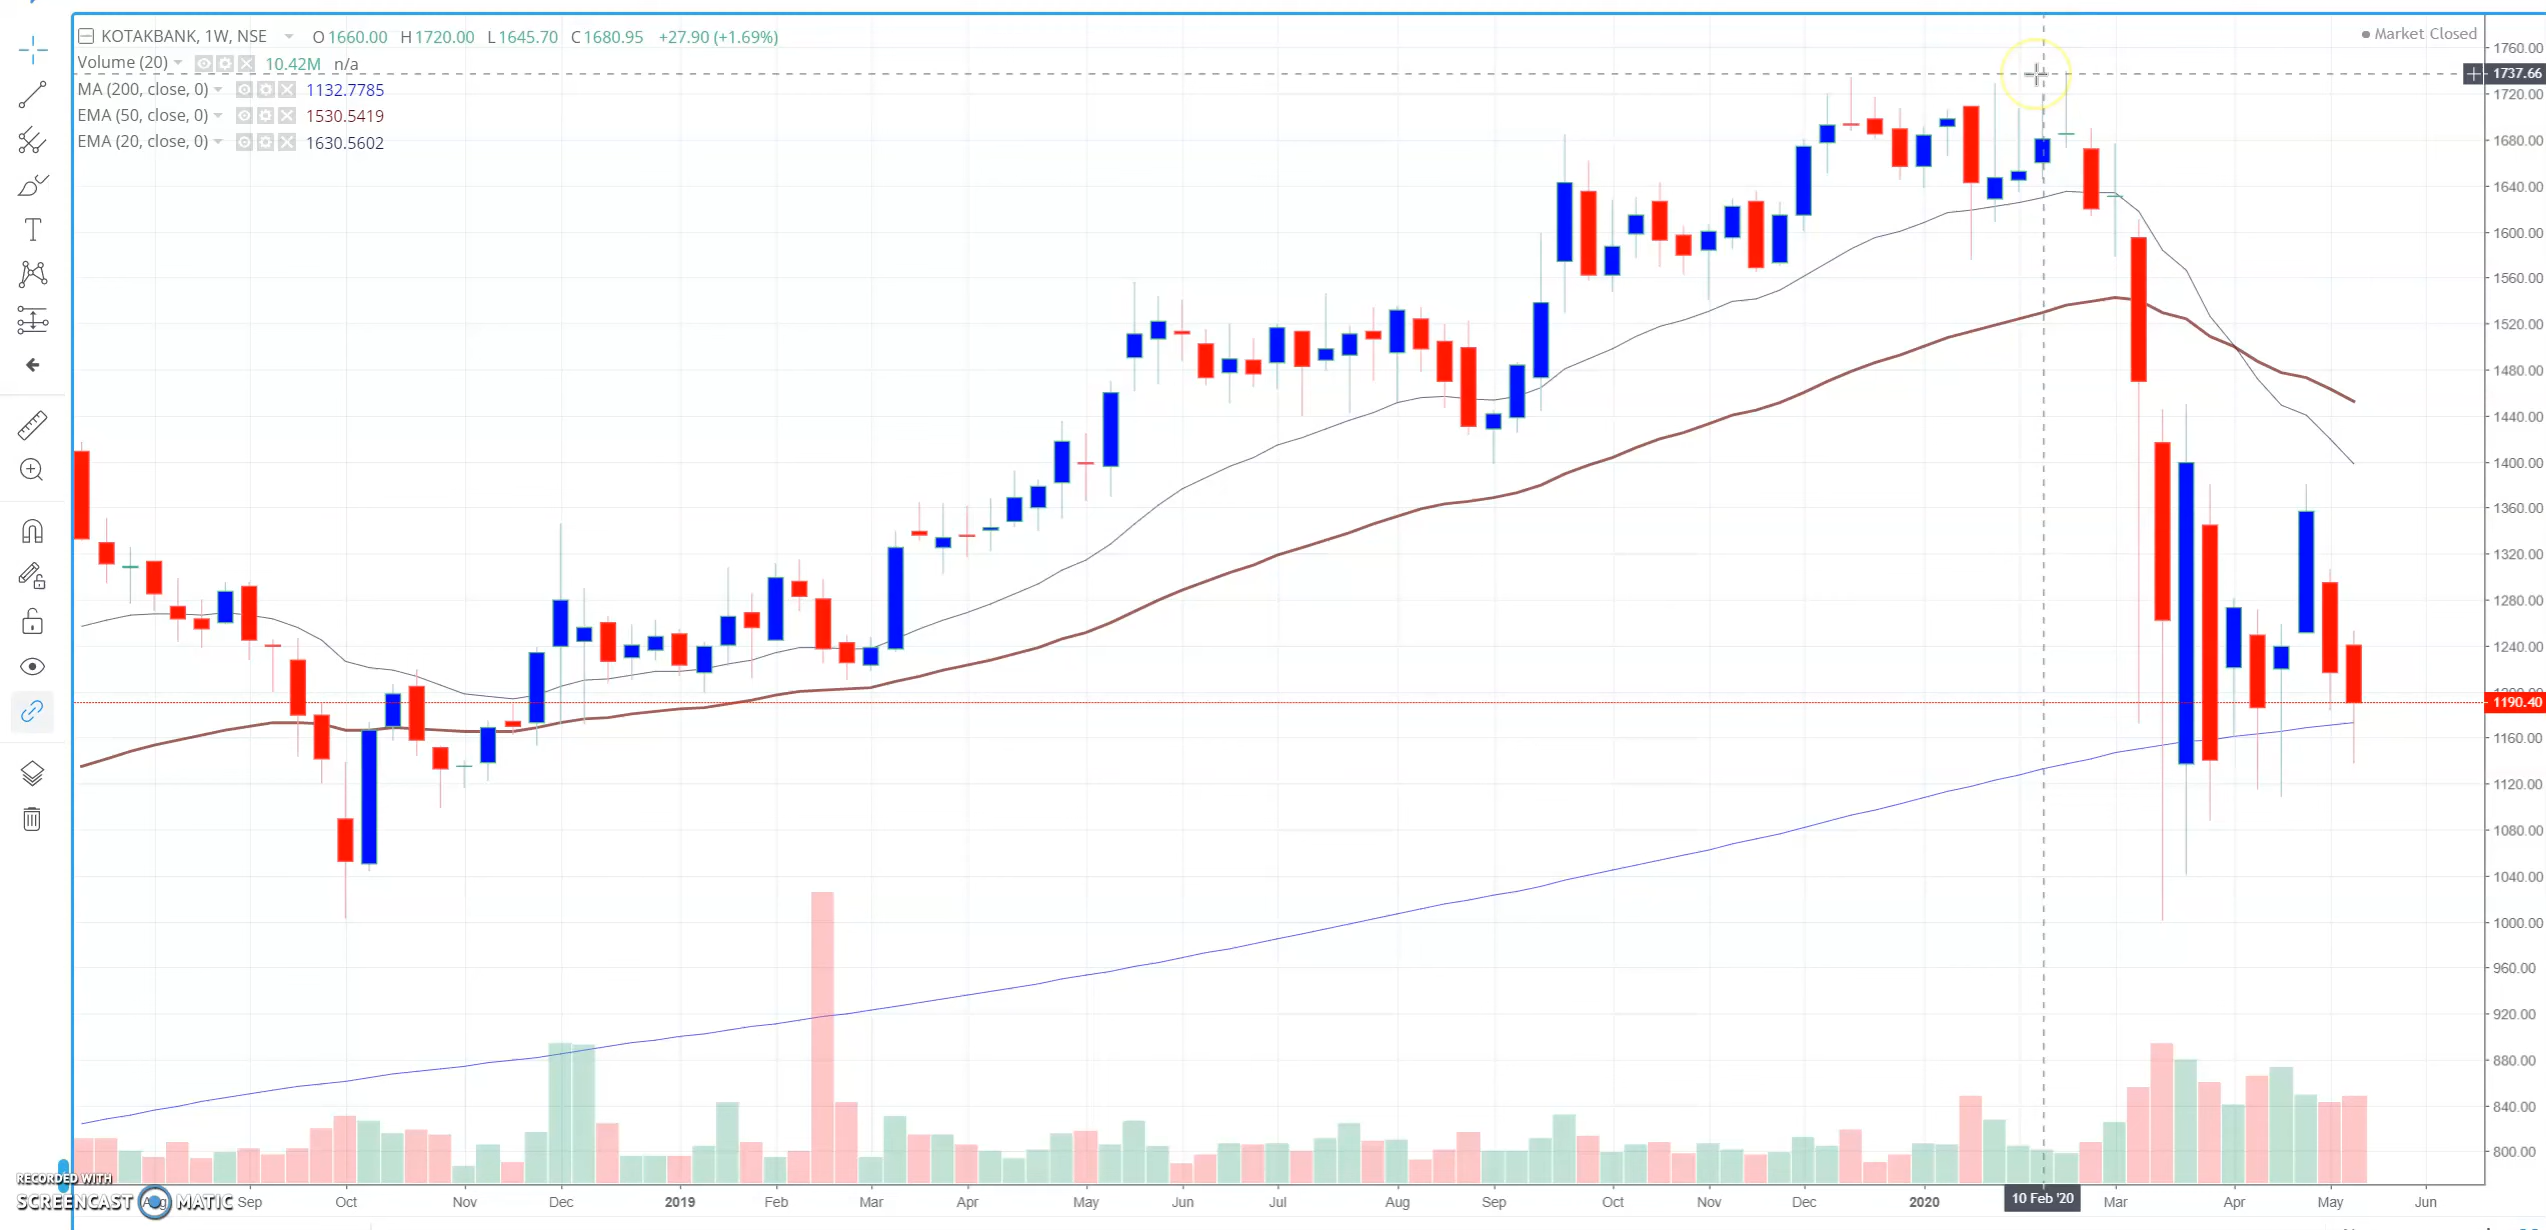 KOTAKBANK, 1W, NSE O 1660.00 H 1720.00 L 1645.70 C 1680.95 +27.90 (+1.69%)
Market Closed
Volume (20) 10.42M n/a
MA (200, close, 0) 1132.7785
EMA (50, close, 0) 1530.5419
EMA (20, close, 0) 1630.5602
1760.00
1737.66
1720.00
1680.00
1640.00
1600.00
1560.00
1520.00
1480.00
1440.00
1400.00
1360.00
1320.00
1280.00
1240.00
1190.40
1160.00
1120.00
1080.00
1040.00
1000.00
960.00
920.00
880.00
840.00
800.00
Aug Sep Oct Nov Dec 2019 Feb Mar Apr May Jun Jul Aug Sep Oct Nov Dec 2020 10 Feb '20 Mar Apr May Jun
RECORDED WITH
SCREENCAST MATIC